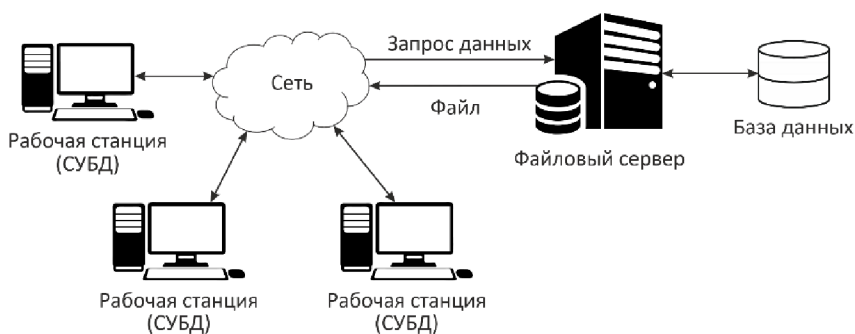 Запрос данных
Сеть
Файл
Рабочая станция
(СУБД)
Файловый сервер
База данных
Рабочая станция
(СУБД)
Рабочая станция
(СУБД)